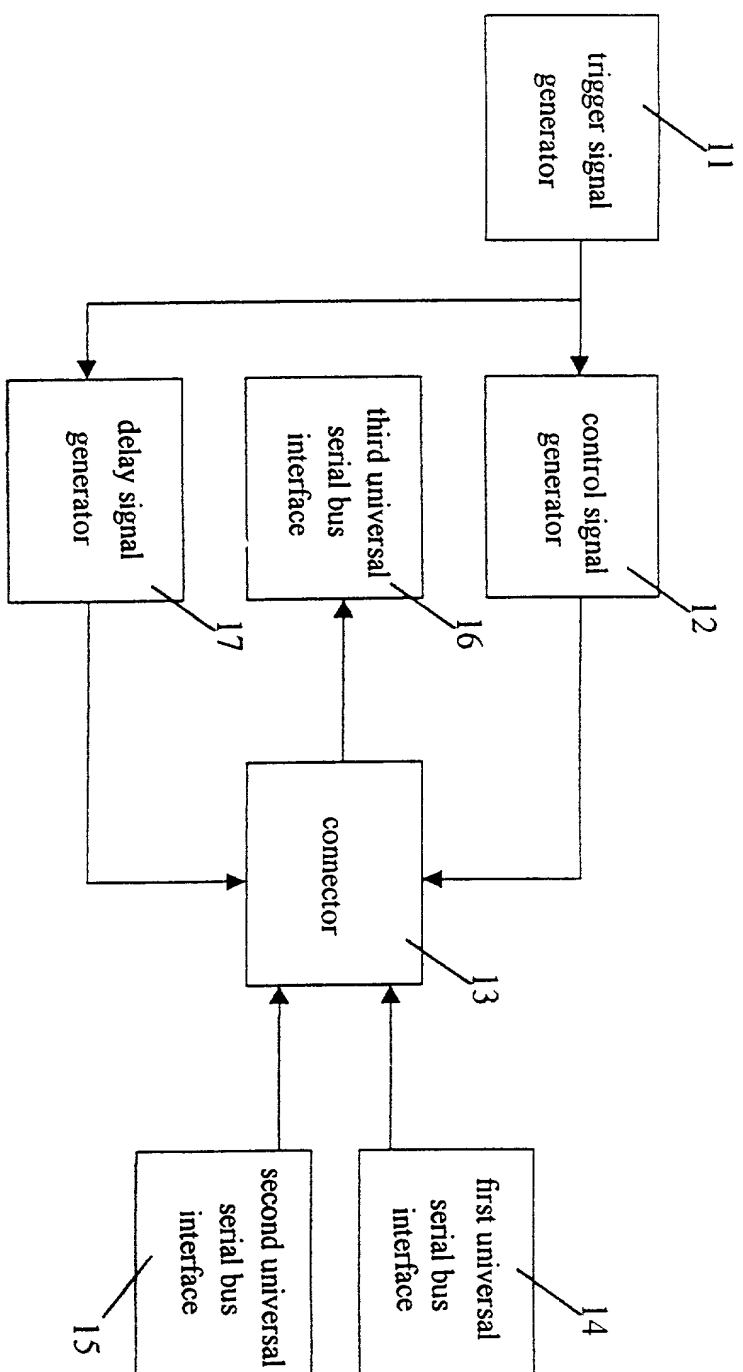 11
trigger signal
generator
control signal
generator
12
third universal
serial bus
interface
16
delay signal
generator
17
connector
13
first universal
serial bus
interface
14
second universal
serial bus
interface
15